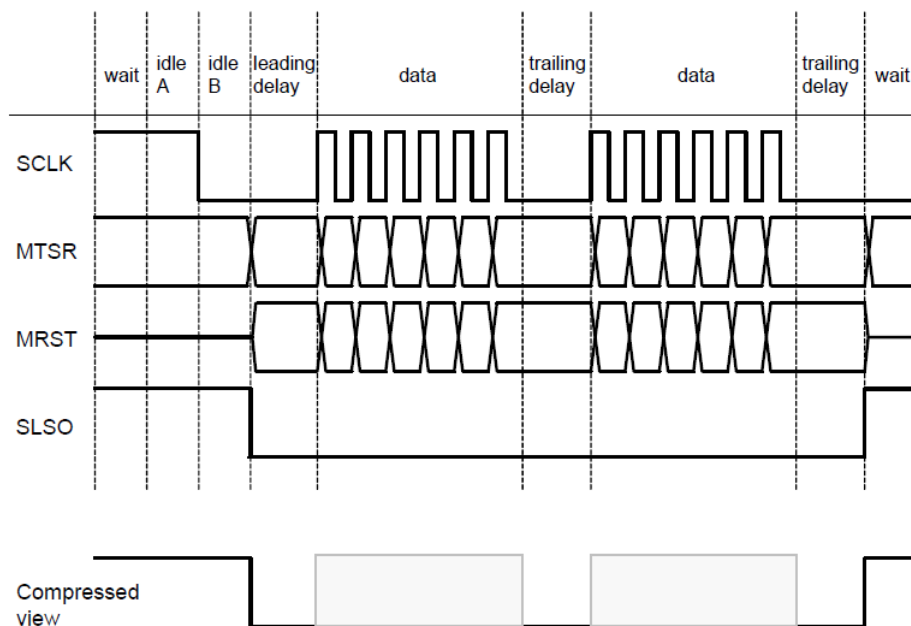 wait
idle
A
idle
B
leading
delay
data
trailing
delay
data
trailing
delay
wait
SCLK
MTSR
MRST
SLSO
Compressed
view